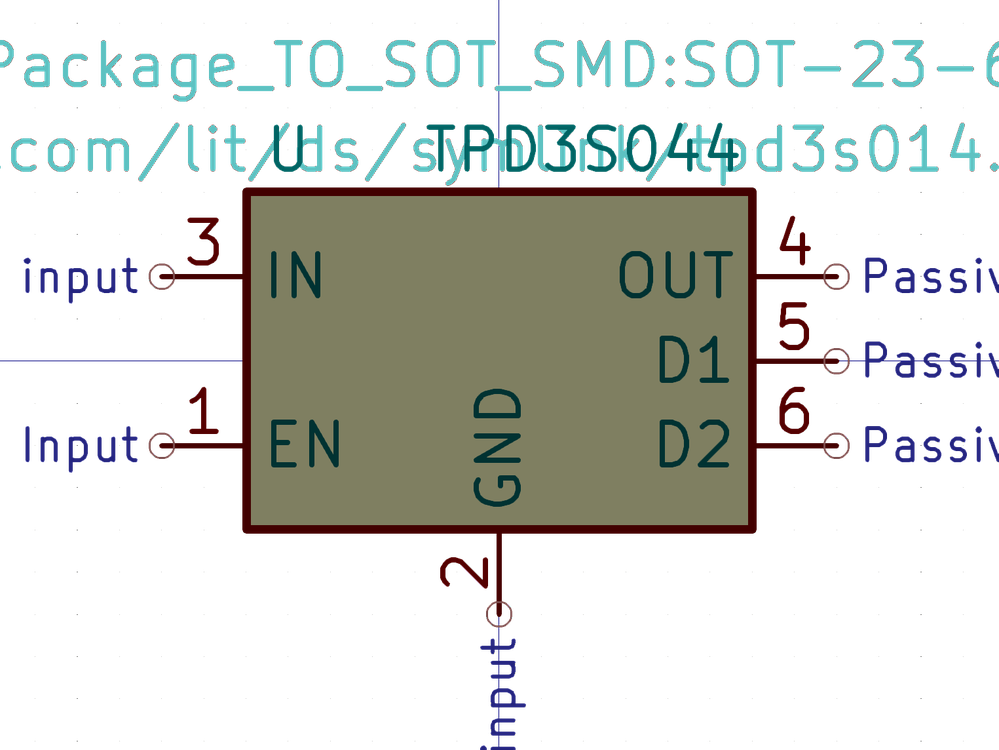 Package_TO_SOT_SMD:SOT-23-6
.com/lit/ds/symlink/tpd3s014.
U TPD3S044
input 3 IN OUT 4 Passiv
D1 5 Passiv
Input 1 EN D2 6 Passiv
GND
2
input